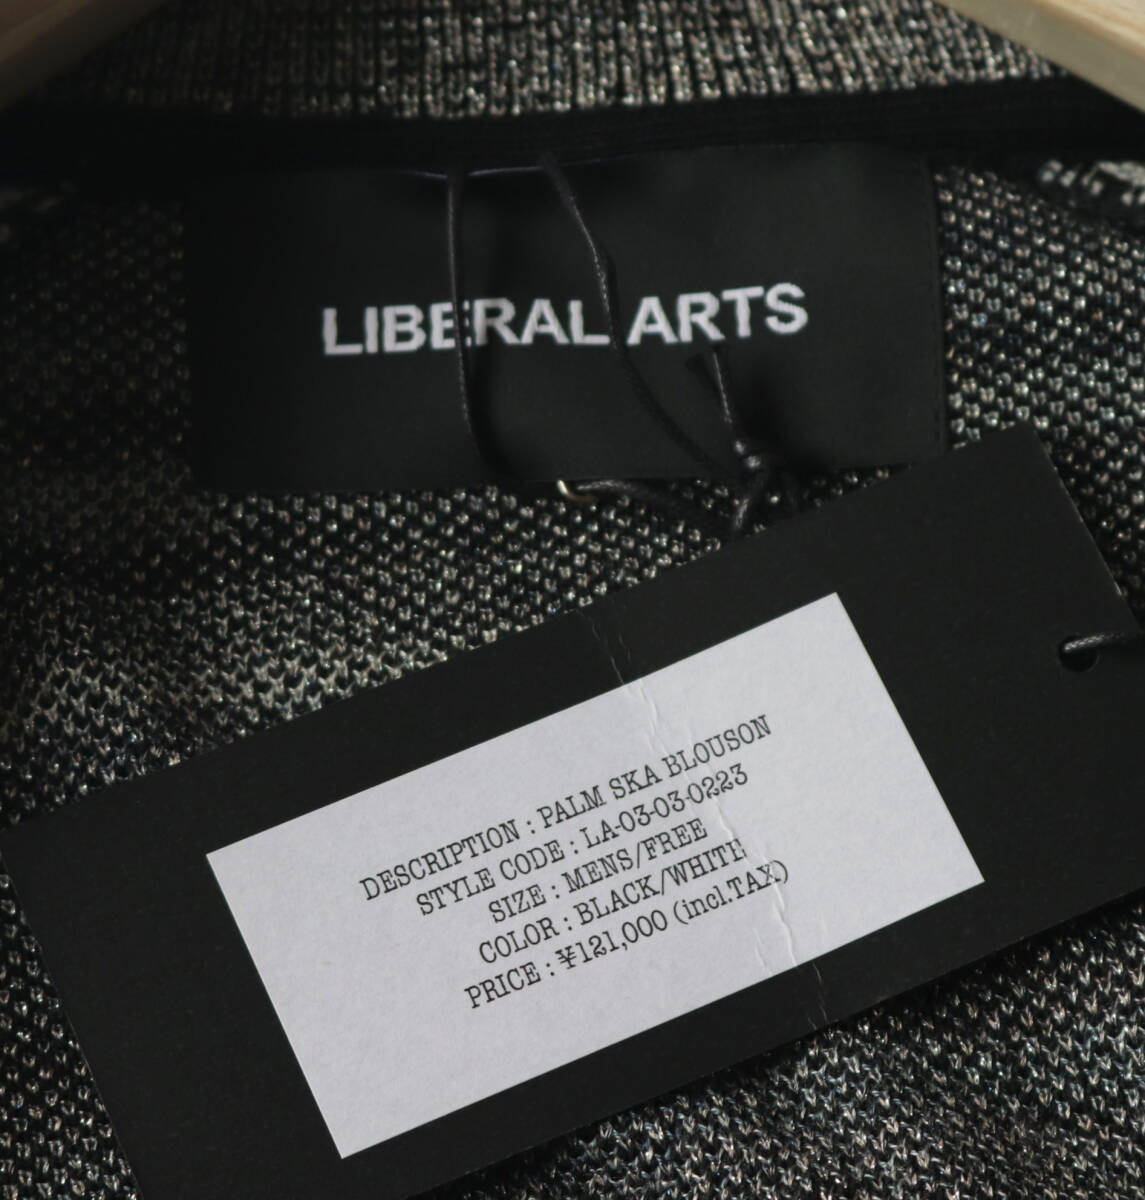 LIBERAL ARTS
DESCRIPTION : PALM SKA BLOUSON
STYLE CODE : LA-03-03-0223
SIZE : MENS/FREE
COLOR : BLACK/WHITE
PRICE : ¥121,000 (incl.TAX)